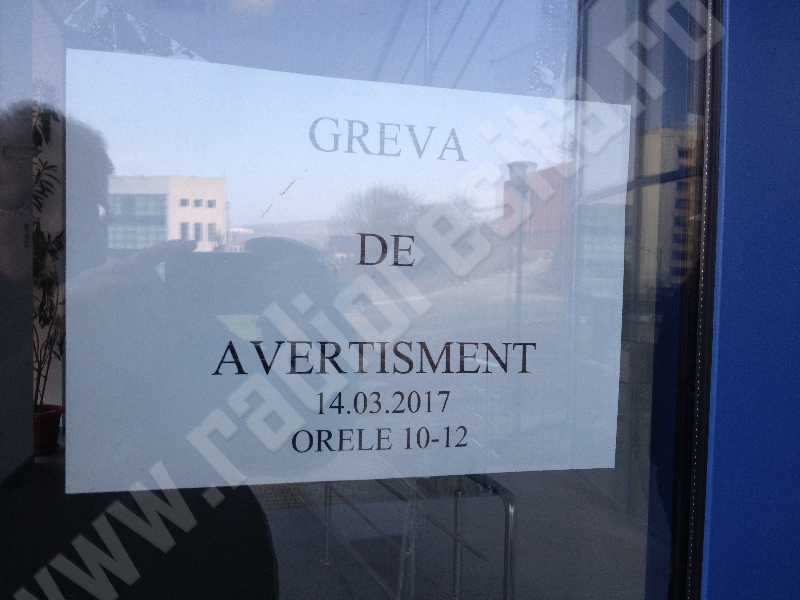 GREVA
DE
AVERTISMENT
14.03.2017
ORELE 10-12
www.radioresita.ro